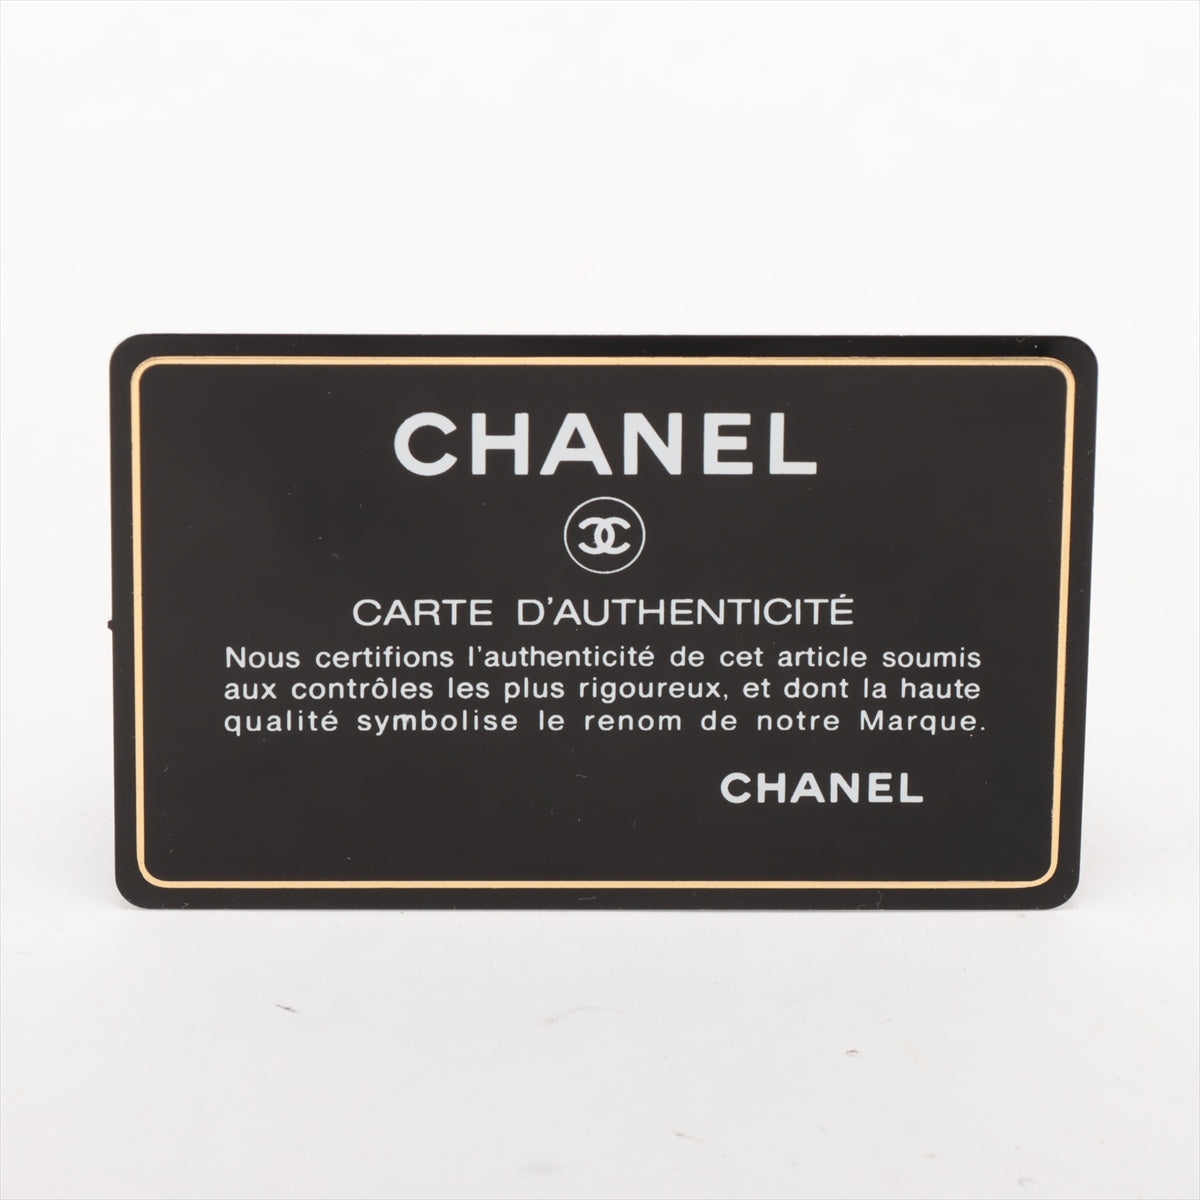 CHANEL
CARTE D'AUTHENTICITÉ
Nous certifions l'authenticité de cet article soumis
aux contrôles les plus rigoureux, et dont la haute
qualité symbolise le renom de notre Marque.
CHANEL